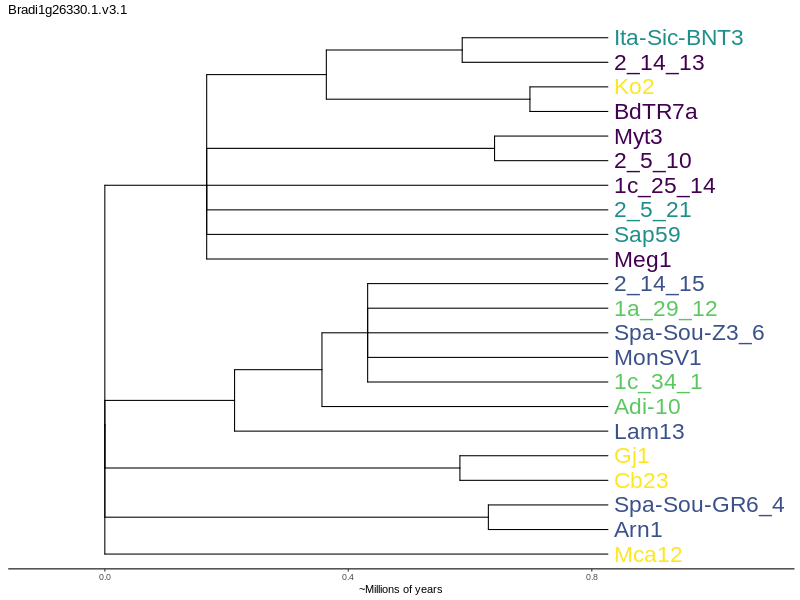 Bradi1g26330.1.v3.1
Ita-Sic-BNT3
2_14_13
Ko2
BdTR7a
Myt3
2_5_10
1c_25_14
2_5_21
Sap59
Meg1
2_14_15
1a_29_12
Spa-Sou-Z3_6
MonSV1
1c_34_1
Adi-10
Lam13
Gj1
Cb23
Spa-Sou-GR6_4
Arn1
Mca12
0.0 0.4 0.8
~Millions of years